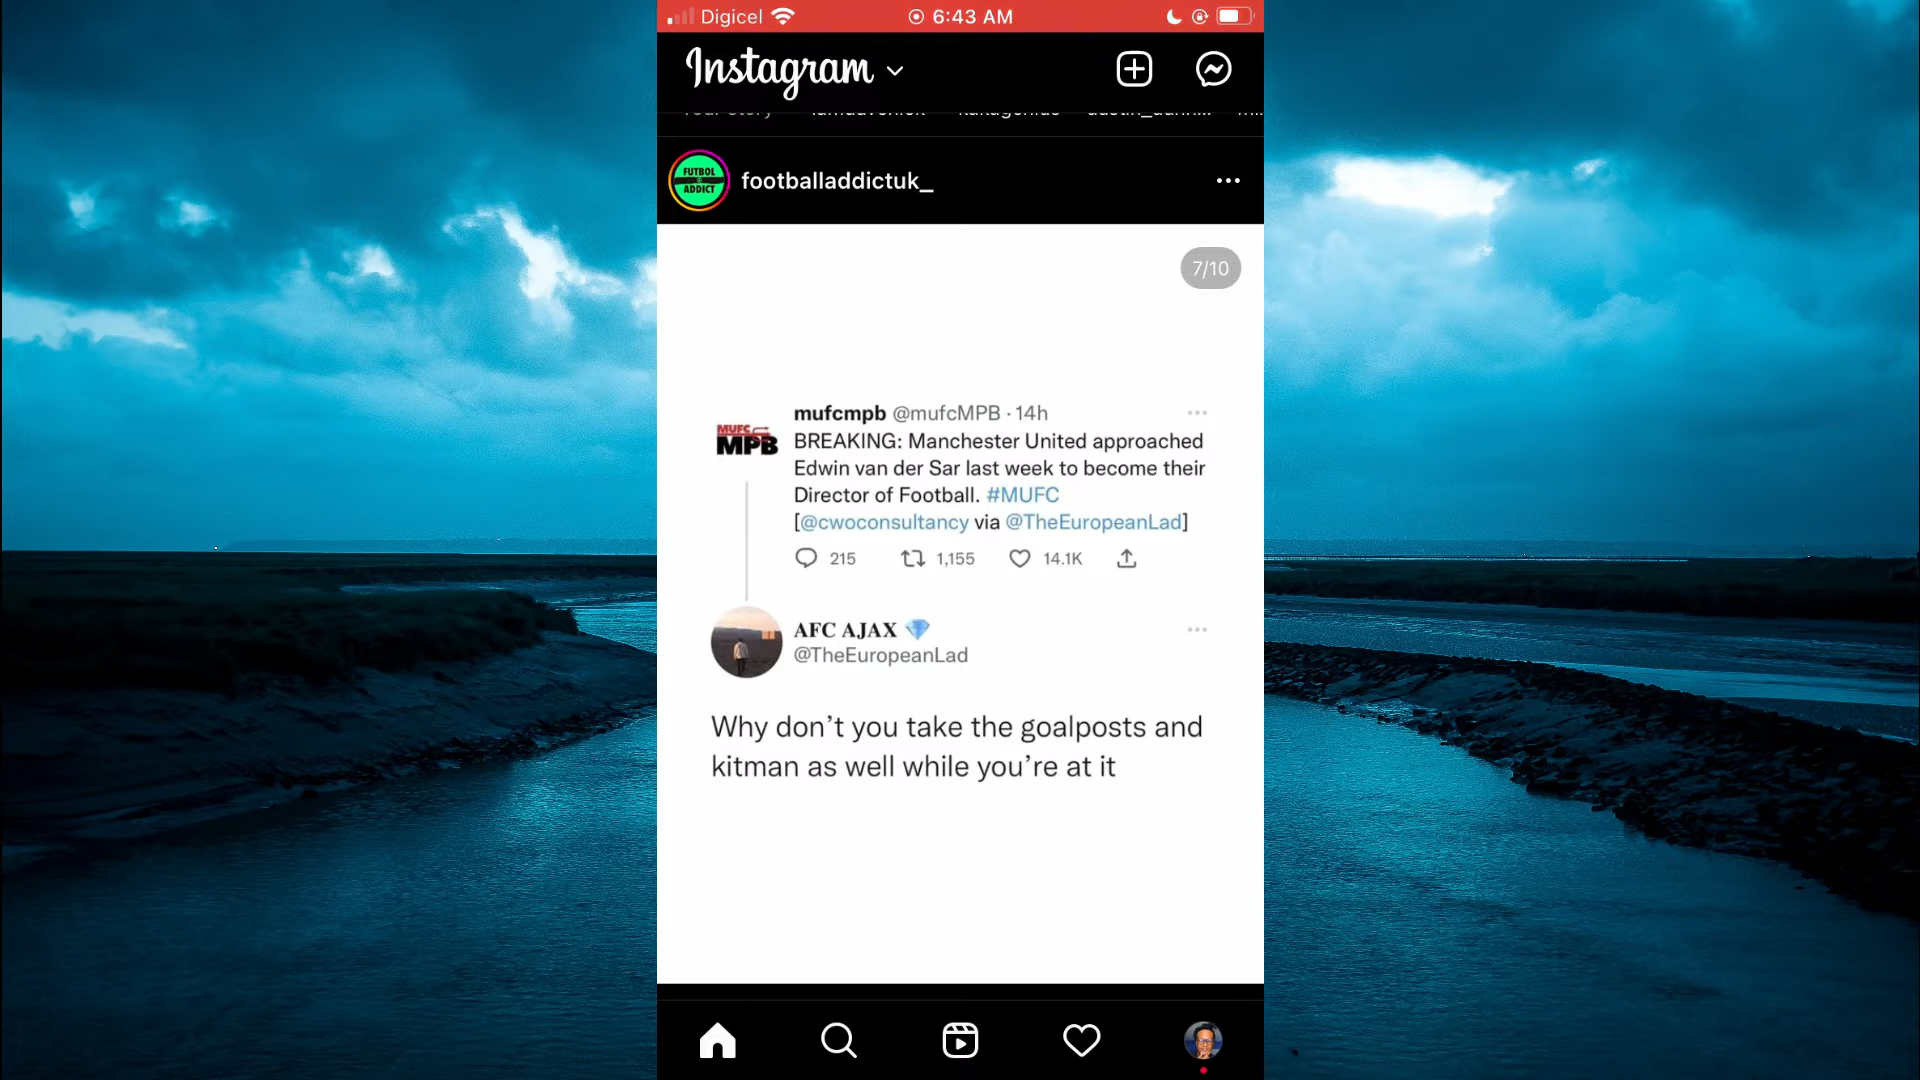 Digicel 6:43 AM
Instagram
footballaddictuk_
FUTBOL
ADDICT
7/10
mufcmpb @mufcMPB · 14h
MUFC
MPB
BREAKING: Manchester United approached
Edwin van der Sar last week to become their
Director of Football. #MUFC
[@cwoconsultancy via @TheEuropeanLad]
215 1,155 14.1K
AFC AJAX 💎
@TheEuropeanLad
Why don’t you take the goalposts and
kitman as well while you’re at it